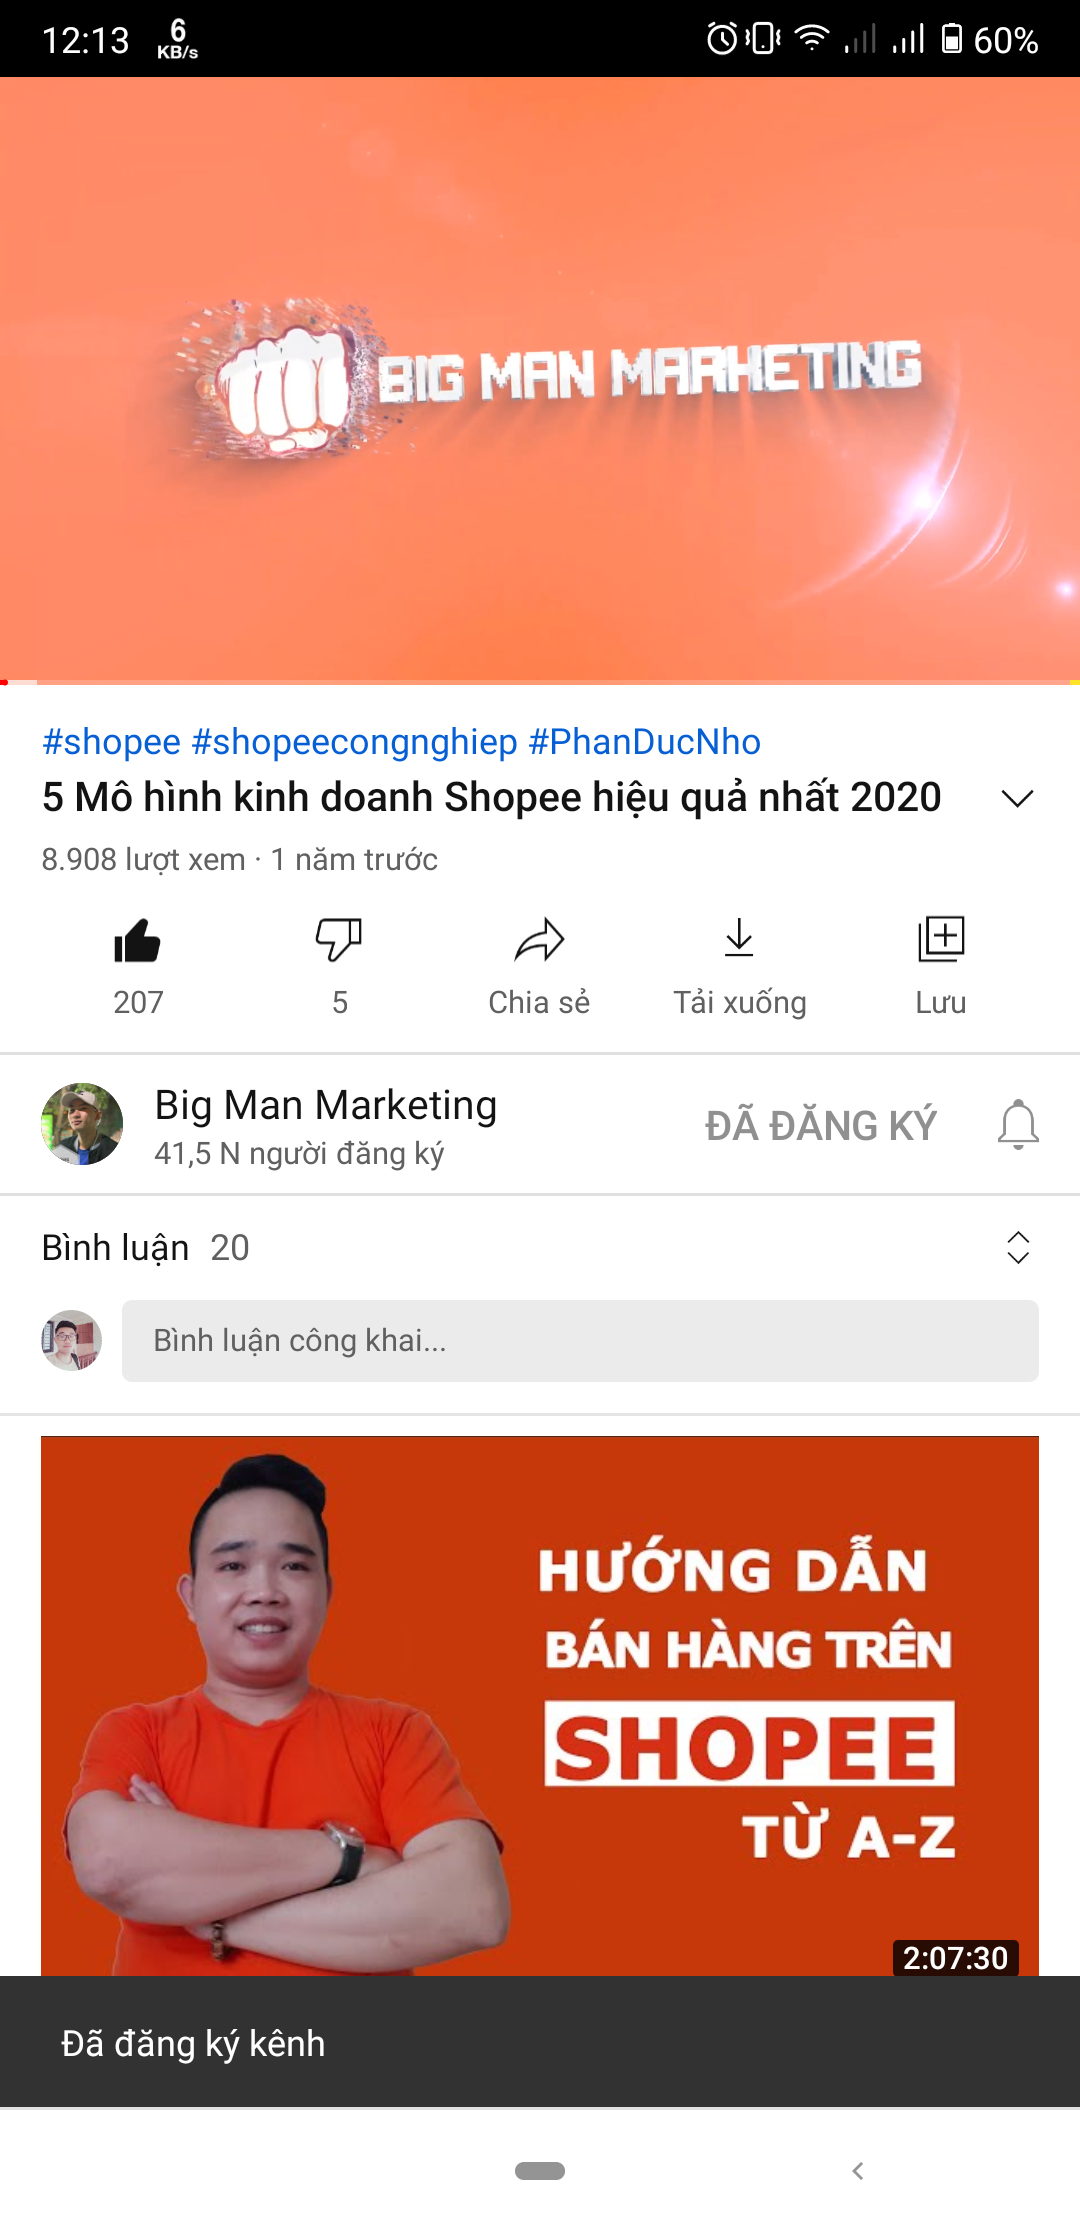 12:13
6
KB/s
60%
BIG MAN MARKETING
#shopee #shopeecongnghiep #PhanDucNho
5 Mô hình kinh doanh Shopee hiệu quả nhất 2020
8.908 lượt xem · 1 năm trước
207
5
Chia sẻ
Tải xuống
Lưu
Big Man Marketing
41,5 N người đăng ký
ĐÃ ĐĂNG KÝ
Bình luận 20
Bình luận công khai...
HƯỚNG DẪN
BÁN HÀNG TRÊN
SHOPEE
TỪ A-Z
2:07:30
Đã đăng ký kênh